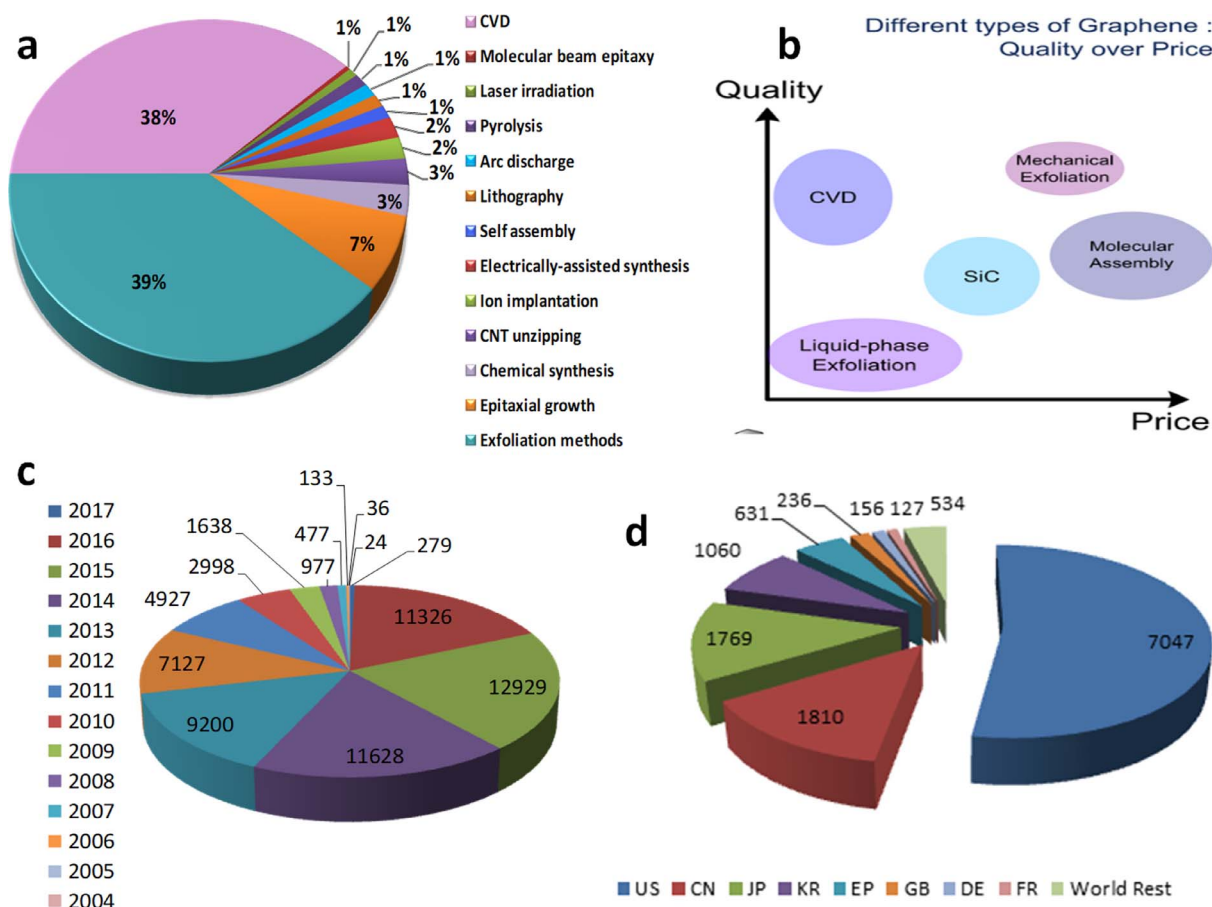 a
38%
1%
1%
1%
1%
1%
1%
2%
2%
3%
3%
7%
39%
CVD
Molecular beam epitaxy
Laser irradiation
Pyrolysis
Arc discharge
Lithography
Self assembly
Electrically-assisted synthesis
Ion implantation
CNT unzipping
Chemical synthesis
Epitaxial growth
Exfoliation methods
b
Different types of Graphene :
Quality over Price
Quality
CVD
Mechanical
Exfoliation
Molecular
Assembly
SiC
Liquid-phase
Exfoliation
Price
c
2017
2016
2015
2014
2013
2012
2011
2010
2009
2008
2007
2006
2005
2004
133
36
24
279
1638
477
977
2998
4927
7127
9200
11628
12929
11326
d
534
127
156
236
631
1060
1769
1810
7047
US CN JP KR EP GB DE FR World Rest